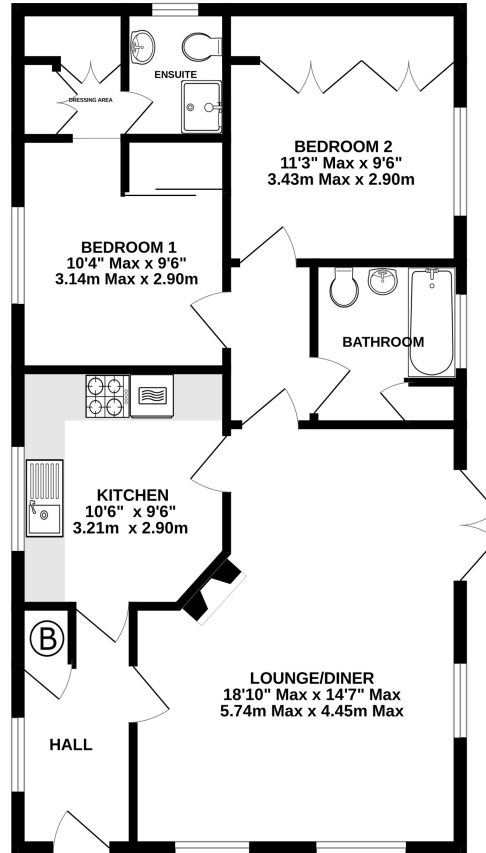 ENSUITE
DRESSING AREA
BEDROOM 2
11'3" Max x 9'6"
3.43m Max x 2.90m
BEDROOM 1
10'4" Max x 9'6"
3.14m Max x 2.90m
BATHROOM
KITCHEN
10'6" x 9'6"
3.21m x 2.90m
B
LOUNGE/DINER
18'10" Max x 14'7" Max
5.74m Max x 4.45m Max
HALL